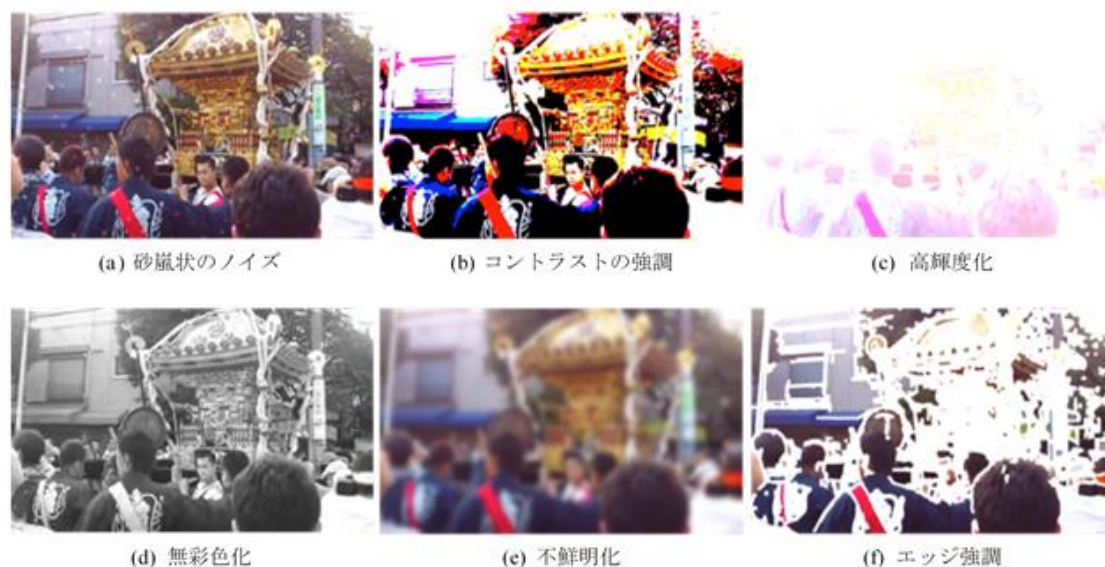 (a) 砂嵐状のノイズ
(b) コントラストの強調
(c) 高輝度化
(d) 無彩色化
(e) 不鮮明化
(f) エッジ強調